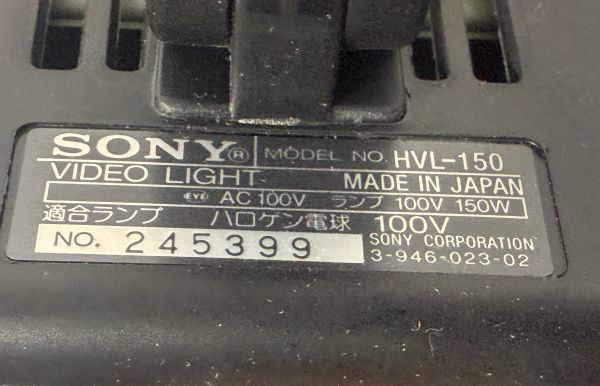 SONY® MODEL NO. HVL-150
VIDEO LIGHT MADE IN JAPAN
EYE AC 100V ランプ 100V 150W
適合ランプ ハロゲン電球 100V
NO. 245399 SONY CORPORATION
3-946-023-02